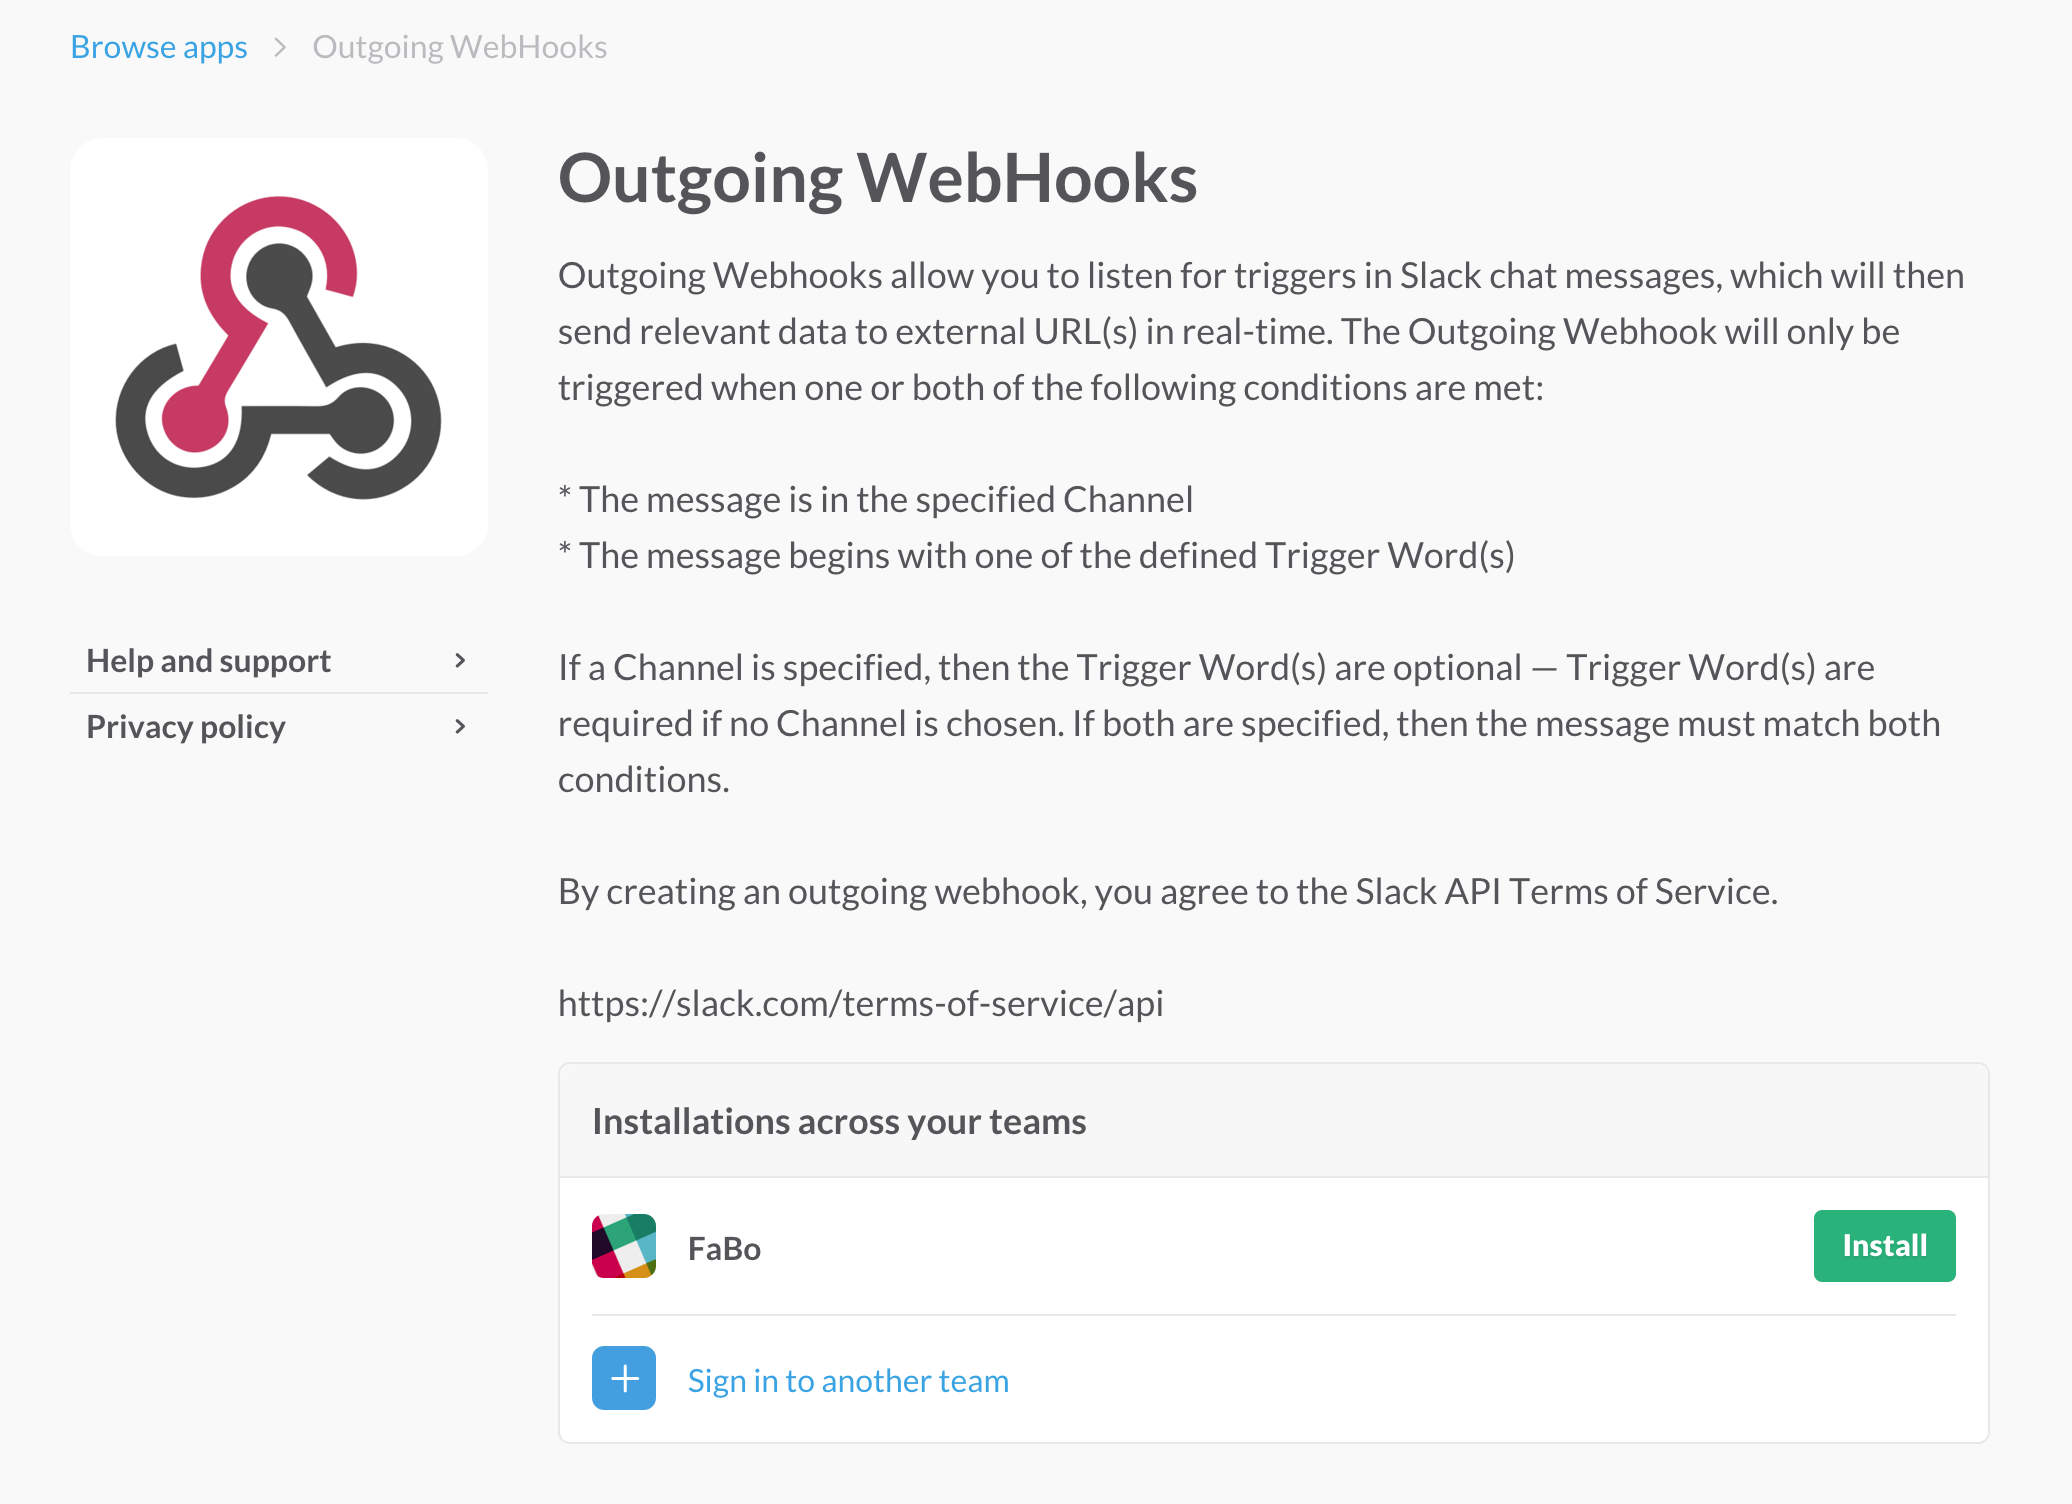 Browse apps > Outgoing WebHooks
Outgoing WebHooks
Outgoing Webhooks allow you to listen for triggers in Slack chat messages, which will then
send relevant data to external URL(s) in real-time. The Outgoing Webhook will only be
triggered when one or both of the following conditions are met:
* The message is in the specified Channel
* The message begins with one of the defined Trigger Word(s)
Help and support
Privacy policy
If a Channel is specified, then the Trigger Word(s) are optional — Trigger Word(s) are
required if no Channel is chosen. If both are specified, then the message must match both
conditions.
By creating an outgoing webhook, you agree to the Slack API Terms of Service.
https://slack.com/terms-of-service/api
Installations across your teams
FaBo
Install
Sign in to another team